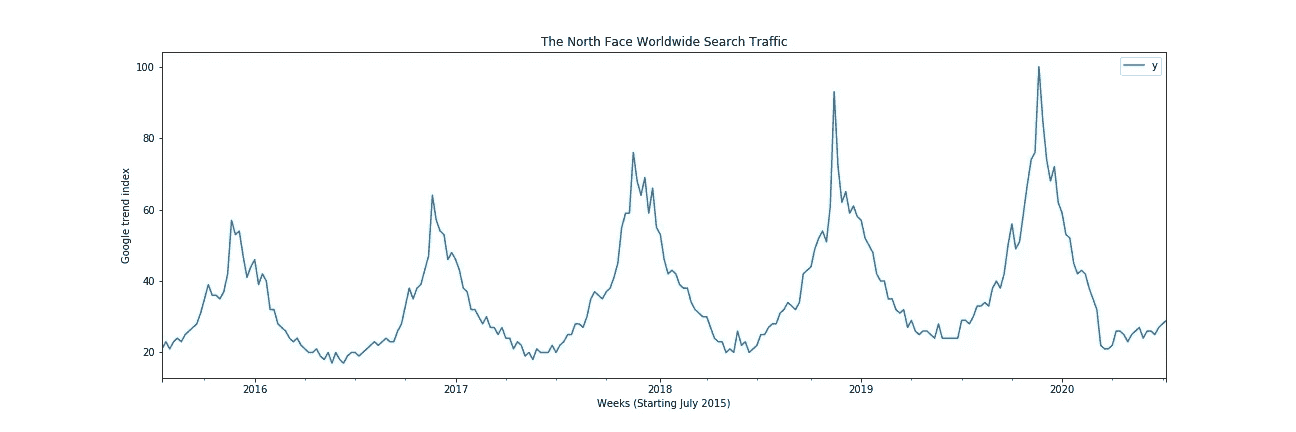 The North Face Worldwide Search Traffic
y
100
80
60
40
20
Google trend index
2016 2017 2018 2019 2020
Weeks (Starting July 2015)